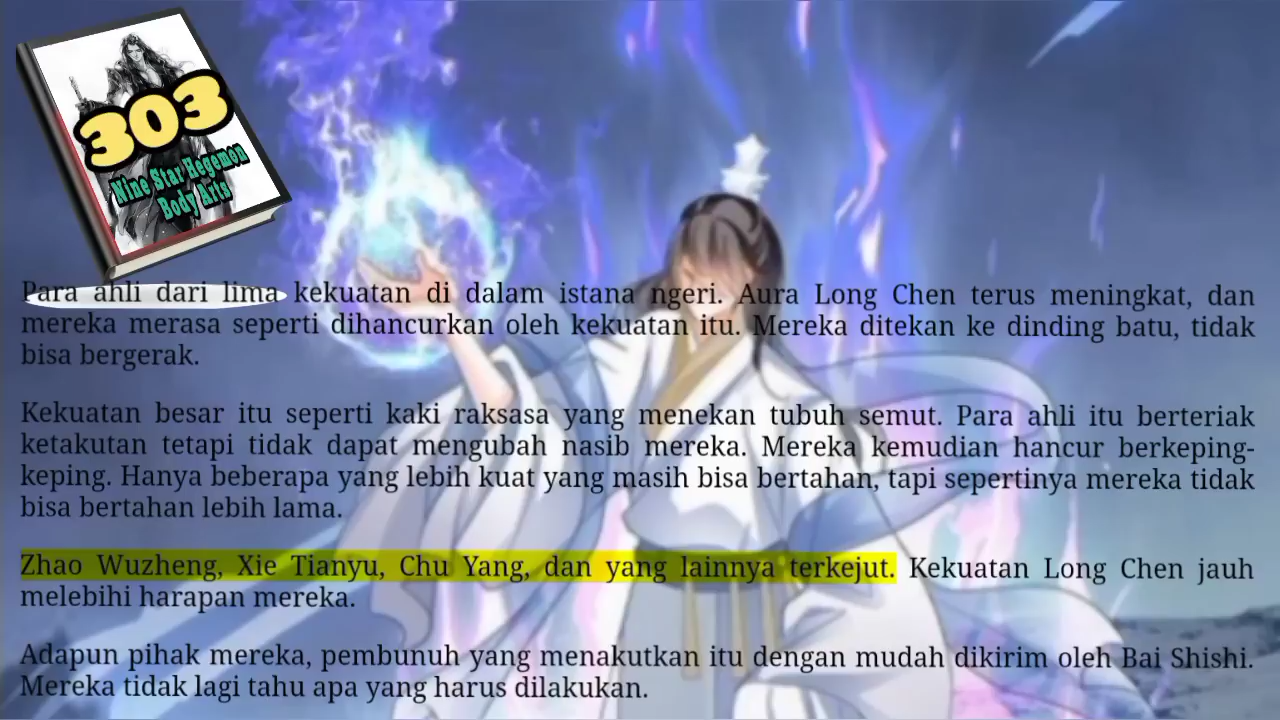 303
Nine Star Hegemon
Body Arts
Para ahli dari lima kekuatan di dalam istana ngeri. Aura Long Chen terus meningkat, dan
mereka merasa seperti dihancurkan oleh kekuatan itu. Mereka ditekan ke dinding batu, tidak
bisa bergerak.
Kekuatan besar itu seperti kaki raksasa yang menekan tubuh semut. Para ahli itu berteriak
ketakutan tetapi tidak dapat mengubah nasib mereka. Mereka kemudian hancur berkeping-
keping. Hanya beberapa yang lebih kuat yang masih bisa bertahan, tapi sepertinya mereka tidak
bisa bertahan lebih lama.
Zhao Wuzheng, Xie Tianyu, Chu Yang, dan yang lainnya terkejut. Kekuatan Long Chen jauh
melebihi harapan mereka.
Adapun pihak mereka, pembunuh yang menakutkan itu dengan mudah dikirim oleh Bai Shishi.
Mereka tidak lagi tahu apa yang harus dilakukan.